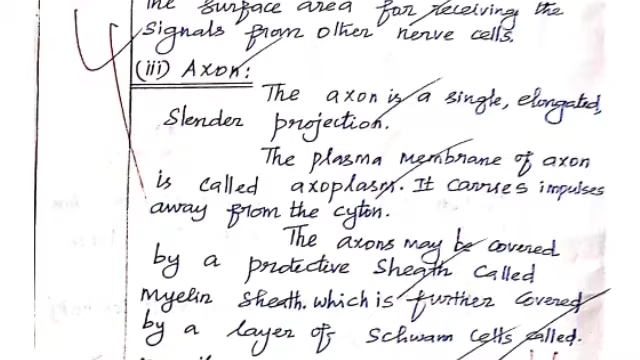 the surface area for receiving the
Signals from other nerve cells.
(iii) Axon:
The axon is a single, elongated,
Slender projection.
The plasma membrane of axon
is called axoplasm. It carries impulses
away from the cyton.
The axons may be covered
by a protective sheath called
Myelin sheath. which is further covered
by a layer of Schwam cells called.